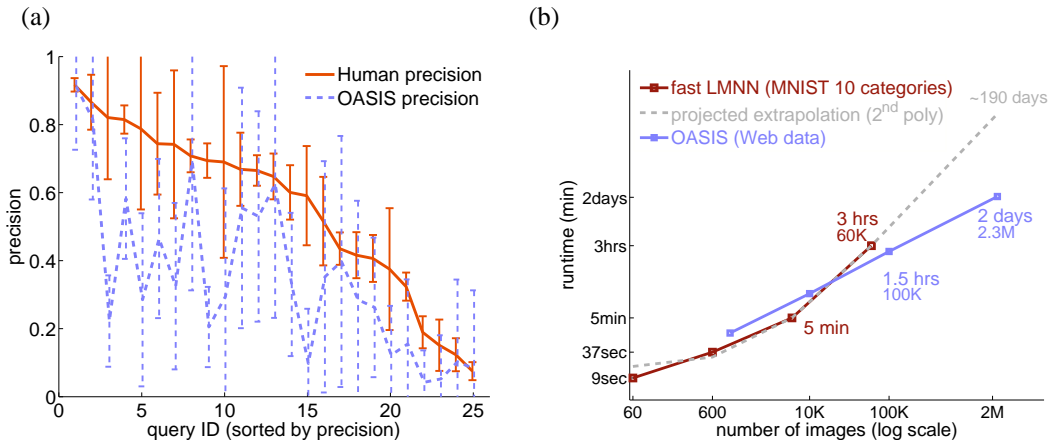 (a)
1
0.8
0.6
0.4
0.2
0
precision
Human precision
OASIS precision
0 5 10 15 20 25
query ID (sorted by precision)
(b)
fast LMNN (MNIST 10 categories)
projected extrapolation (2nd poly)
OASIS (Web data)
~190 days
runtime (min)
2days
3hrs
5min
37sec
9sec
3 hrs
60K
2 days
2.3M
1.5 hrs
100K
5 min
60 600 10K 100K 2M
number of images (log scale)